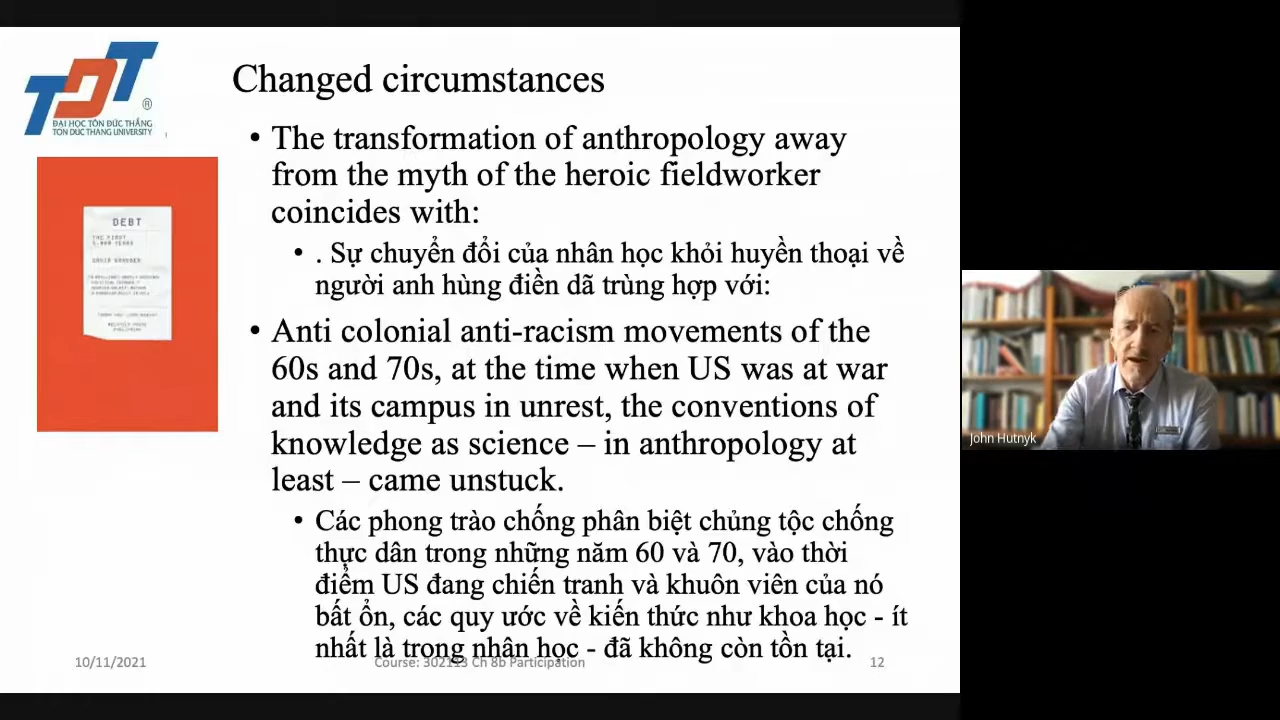 TDT
®
ĐẠI HỌC TÔN ĐỨC THẮNG
TON DUC THANG UNIVERSITY
Changed circumstances
• The transformation of anthropology away
from the myth of the heroic fieldworker
coincides with:
• . Sự chuyển đổi của nhân học khỏi huyền thoại về
người anh hùng điền dã trùng hợp với:
DEBT
THE FIRST
5,000 YEARS
DAVID GRAEBER
• Anti colonial anti-racism movements of the
60s and 70s, at the time when US was at war
and its campus in unrest, the conventions of
knowledge as science – in anthropology at
least – came unstuck.
• Các phong trào chống phân biệt chủng tộc chống
thực dân trong những năm 60 và 70, vào thời
điểm US đang chiến tranh và khuôn viên của nó
bất ổn, các quy ước về kiến thức như khoa học - ít
nhất là trong nhân học - đã không còn tồn tại.
10/11/2021
Course: 302113 Ch 8b Participation
12
John Hutnyk